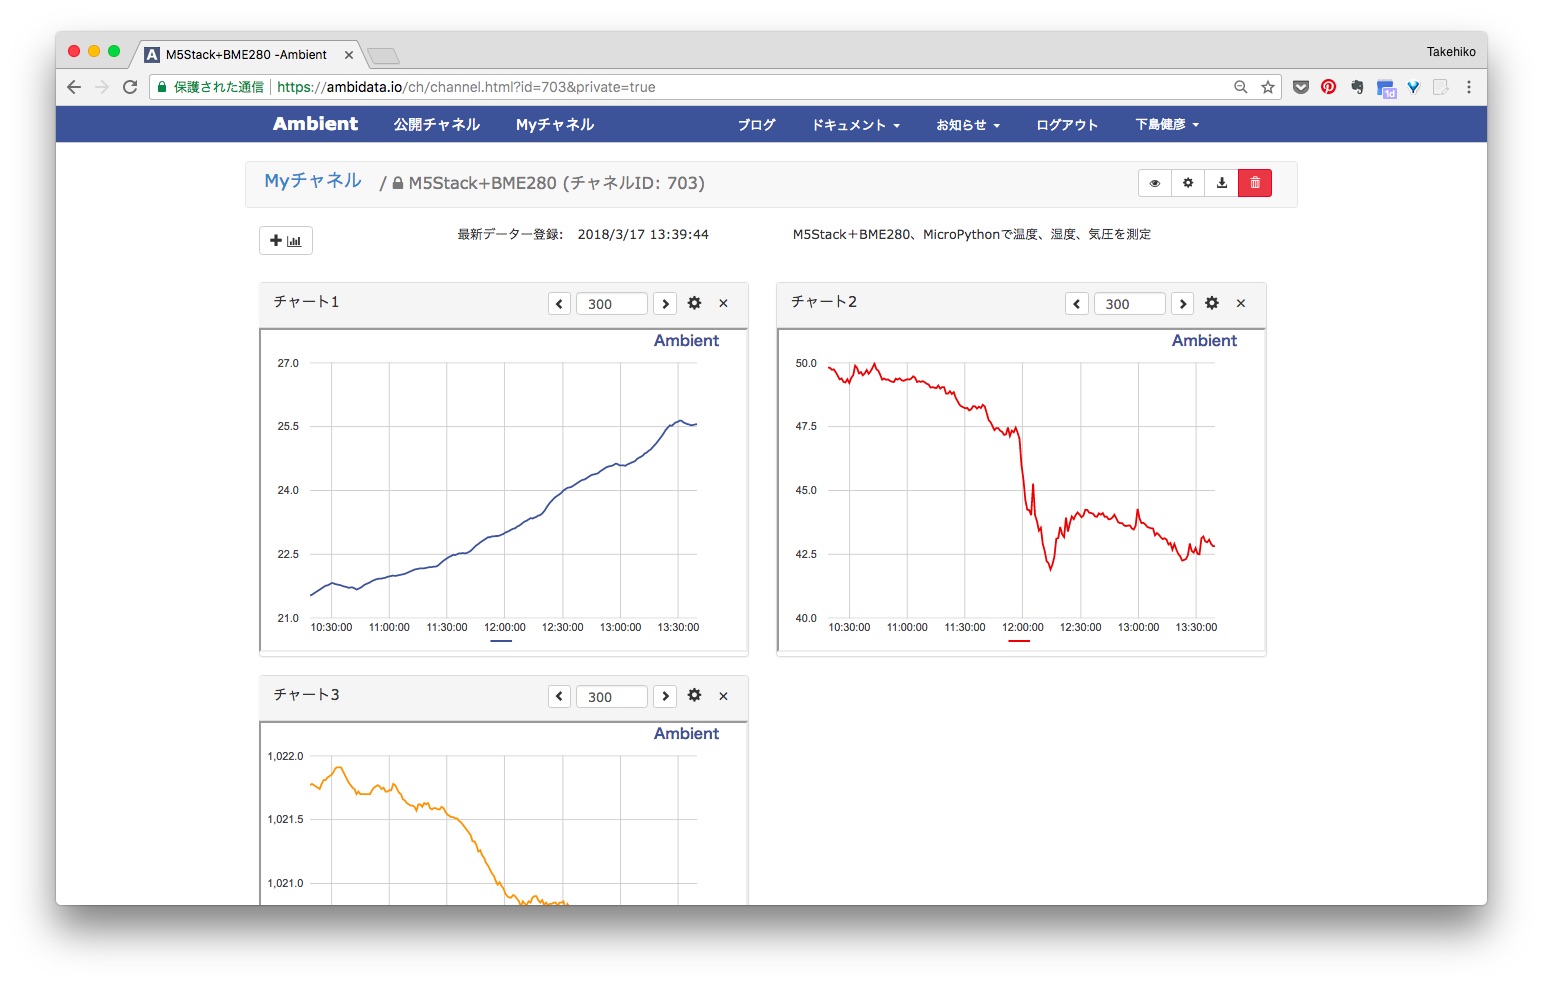 M5Stack+BME280 -Ambient
Takehiko
保護された通信 https://ambidata.io/ch/channel.html?id=703&private=true
1d
Ambient 公開チャネル Myチャネル ブログ ドキュメント お知らせ ログアウト 下島健彦
Myチャネル / M5Stack+BME280 (チャネルID: 703)
最新データー登録: 2018/3/17 13:39:44 M5Stack+BME280、MicroPythonで温度、湿度、気圧を測定
チャート1 300
Ambient
27.0
25.5
24.0
22.5
21.0
10:30:00 11:00:00 11:30:00 12:00:00 12:30:00 13:00:00 13:30:00
チャート2 300
Ambient
50.0
47.5
45.0
42.5
40.0
10:30:00 11:00:00 11:30:00 12:00:00 12:30:00 13:00:00 13:30:00
チャート3 300
Ambient
1,022.0
1,021.5
1,021.0